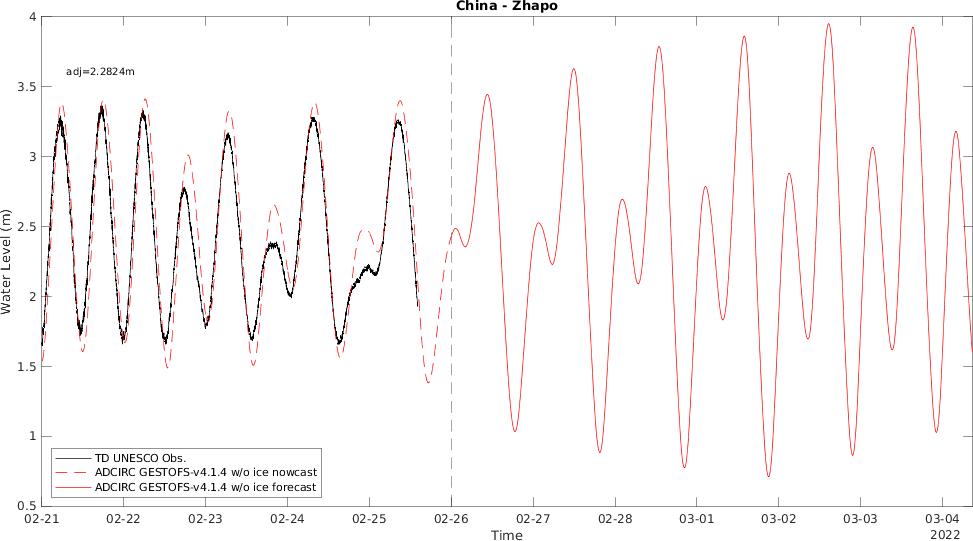 China - Zhapo
4
3.5
3
2.5
2
1.5
1
0.5
Water Level (m)
adj=2.2824m
TD UNESCO Obs.
ADCIRC GESTOFS-v4.1.4 w/o ice nowcast
ADCIRC GESTOFS-v4.1.4 w/o ice forecast
02-21 02-22 02-23 02-24 02-25 02-26 02-27 02-28 03-01 03-02 03-03 03-04
2022
Time